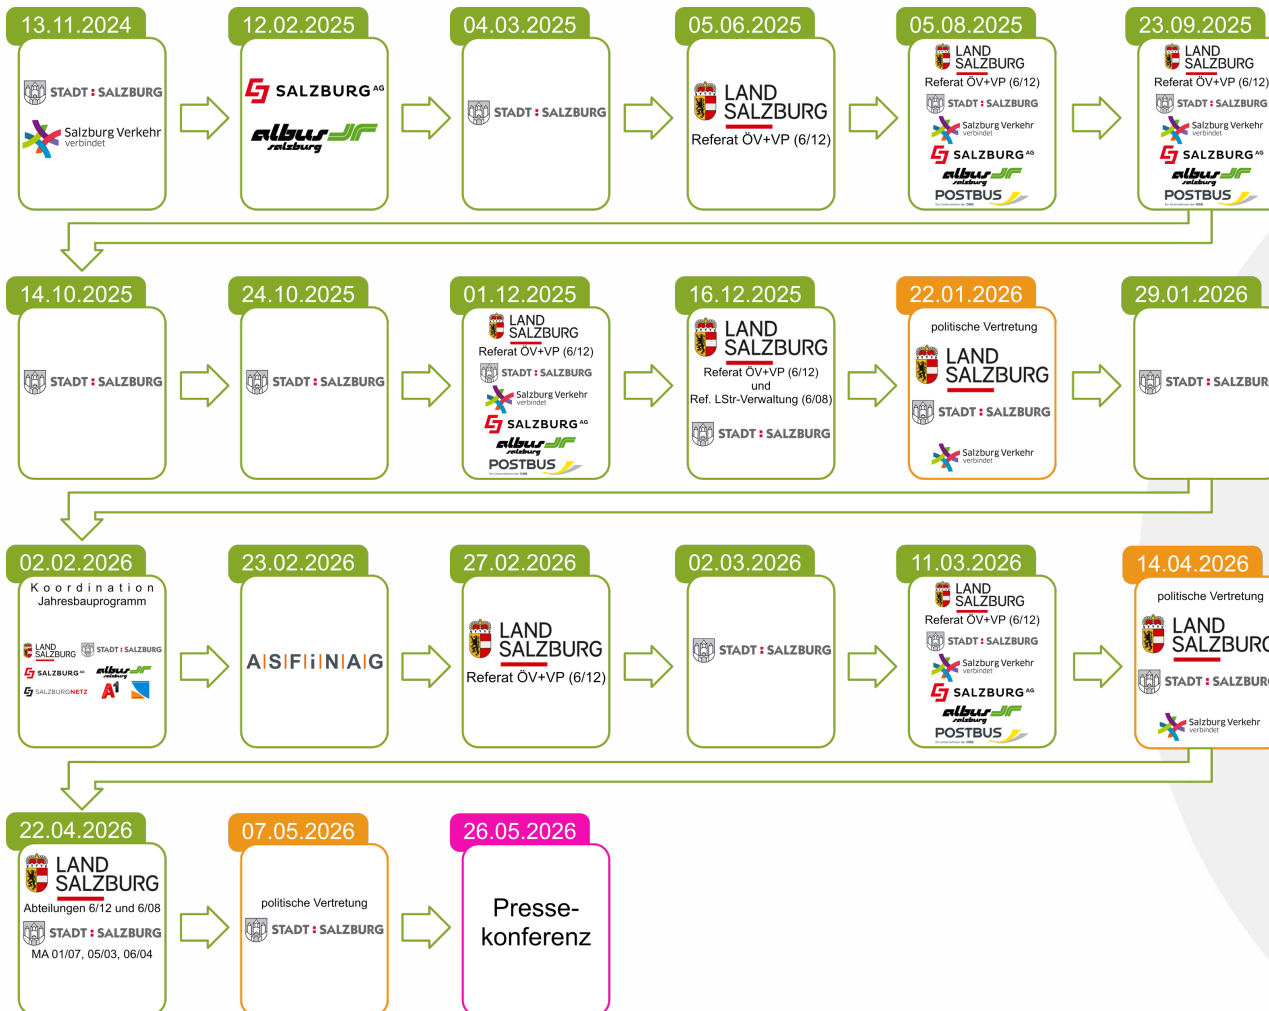 13.11.2024
STADT : SALZBURG
Salzburg Verkehr
verbindet
12.02.2025
SALZBURG AG
albus
salzburg
04.03.2025
STADT : SALZBURG
05.06.2025
LAND
SALZBURG
Referat ÖV+VP (6/12)
05.08.2025
LAND
SALZBURG
Referat ÖV+VP (6/12)
STADT : SALZBURG
Salzburg Verkehr
verbindet
SALZBURG AG
albus
salzburg
POSTBUS
23.09.2025
LAND
SALZBURG
Referat ÖV+VP (6/12)
STADT : SALZBURG
Salzburg Verkehr
verbindet
SALZBURG AG
albus
salzburg
POSTBUS
14.10.2025
STADT : SALZBURG
24.10.2025
STADT : SALZBURG
01.12.2025
LAND
SALZBURG
Referat ÖV+VP (6/12)
STADT : SALZBURG
Salzburg Verkehr
verbindet
SALZBURG AG
albus
salzburg
POSTBUS
16.12.2025
LAND
SALZBURG
Referat ÖV+VP (6/12)
und
Ref. LStr-Verwaltung (6/08)
STADT : SALZBURG
22.01.2026
politische Vertretung
LAND
SALZBURG
STADT : SALZBURG
Salzburg Verkehr
verbindet
29.01.2026
STADT : SALZBUR
02.02.2026
Koordination
Jahresbauprogramm
LAND
SALZBURG
STADT : SALZBURG
SALZBURG AG
albus
salzburg
SALZBURGNETZ
A1
23.02.2026
A|S|F|i|N|A|G
27.02.2026
LAND
SALZBURG
Referat ÖV+VP (6/12)
02.03.2026
STADT : SALZBURG
11.03.2026
LAND
SALZBURG
Referat ÖV+VP (6/12)
STADT : SALZBURG
Salzburg Verkehr
verbindet
SALZBURG AG
albus
salzburg
POSTBUS
14.04.2026
politische Vertretung
LAND
SALZBURG
STADT : SALZBUR
Salzburg Verkehr
verbindet
22.04.2026
LAND
SALZBURG
Abteilungen 6/12 und 6/08
STADT : SALZBURG
MA 01/07, 05/03, 06/04
07.05.2026
politische Vertretung
STADT : SALZBURG
26.05.2026
Presse-
konferenz